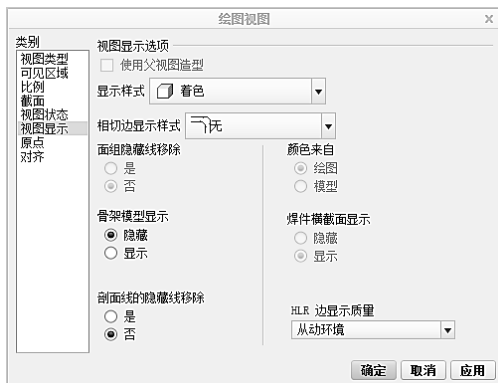 绘图视图
X
类别
视图类型
可见区域
比例
截面
视图状态
视图显示
原点
对齐
视图显示选项
使用父视图造型
显示样式 着色
相切边显示样式 无
面组隐藏线移除
是
否
颜色来自
绘图
模型
骨架模型显示
隐藏
显示
焊件横截面显示
隐藏
显示
剖面线的隐藏线移除
是
否
HLR 边显示质量
从动环境
确定 取消 应用